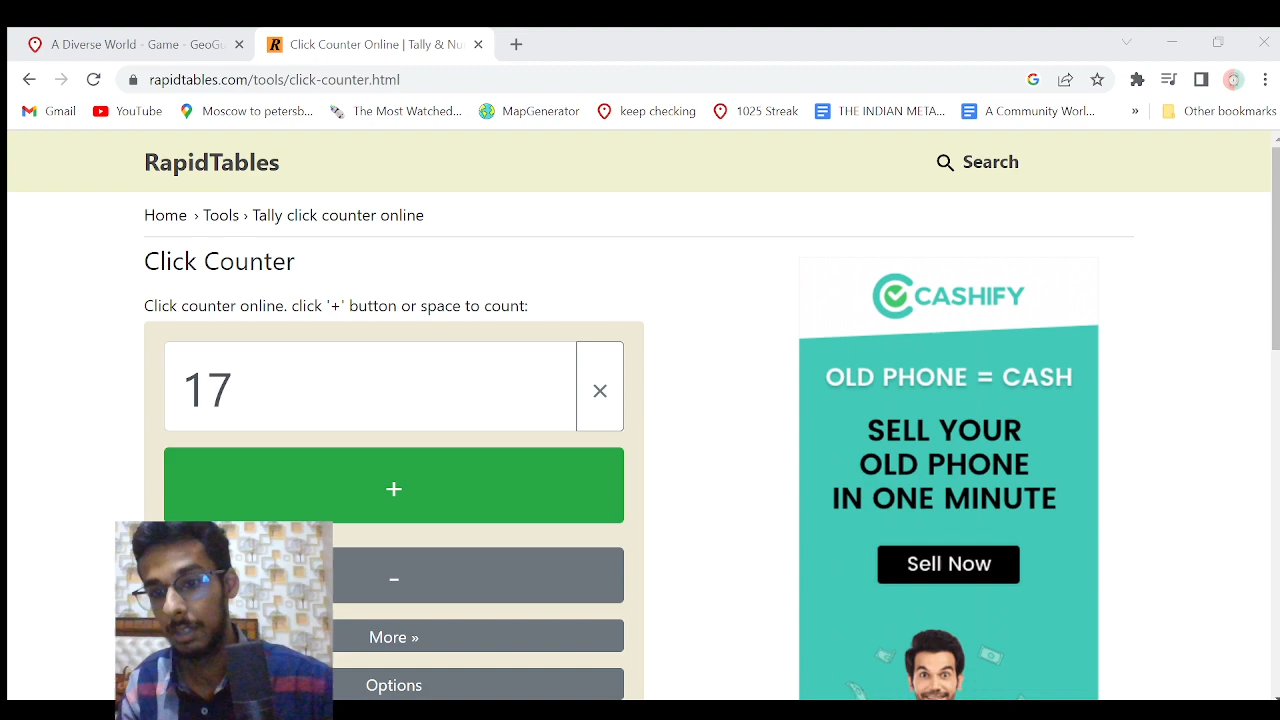 A Diverse World - Game - GeoGu
Click Counter Online | Tally & Nu
rapidtables.com/tools/click-counter.html
Gmail
YouTube
Moscow to petersb...
The Most Watched...
MapGenerator
keep checking
1025 Streak
THE INDIAN META...
A Community Worl...
»
Other bookmarks
RapidTables
Search
Home › Tools › Tally click counter online
Click Counter
Click counter online. click '+' button or space to count:
17
×
+
-
More »
Options
CASHIFY
OLD PHONE = CASH
SELL YOUR
OLD PHONE
IN ONE MINUTE
Sell Now